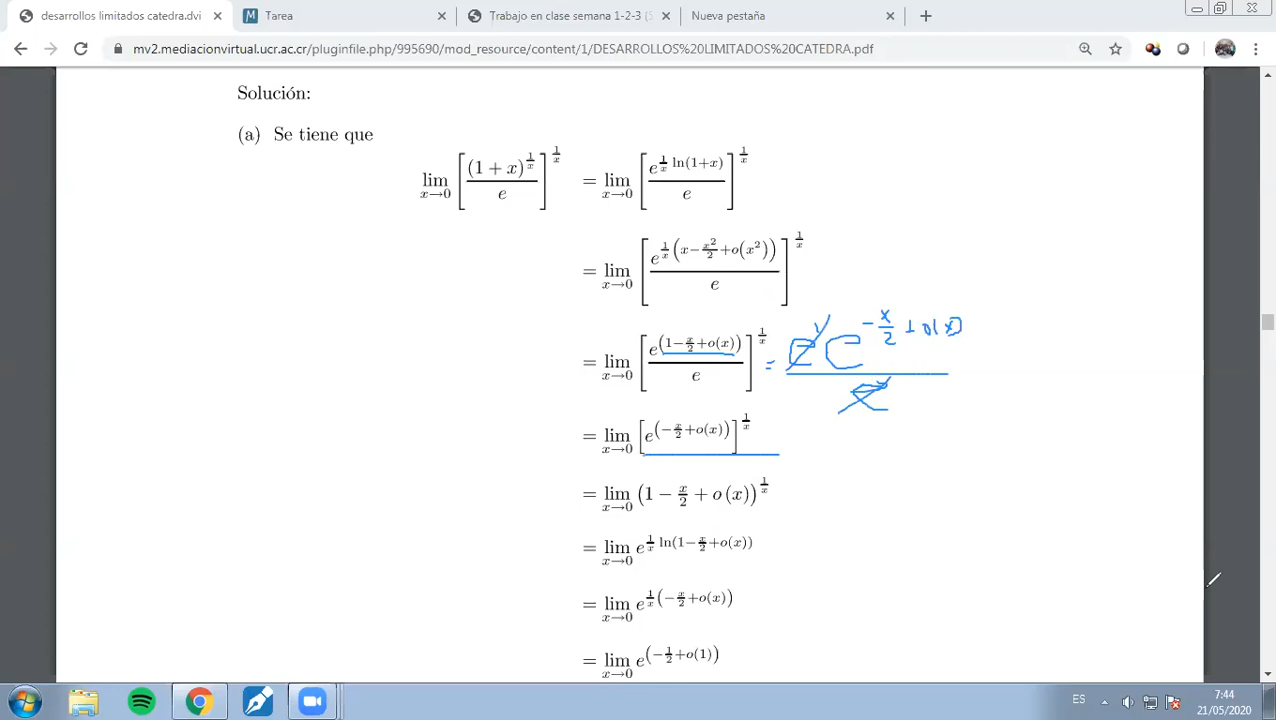 desarrollos limitados catedra.dvi
Tarea
Trabajo en clase semana 1-2-3 (
Nueva pestaña
mv2.mediacionvirtual.ucr.ac.cr/pluginfile.php/995690/mod_resource/content/1/DESARROLLOS%20LIMITADOS%20CATEDRA.pdf
Solución:
(a) Se tiene que
lim_{x→0} [ (1 + x)^{1/x} / e ]^{1/x} = lim_{x→0} [ e^{1/x ln(1+x)} / e ]^{1/x}
= lim_{x→0} [ e^{1/x (x − x²/2 + o(x²))} / e ]^{1/x}
= lim_{x→0} [ e^{(1 − x/2 + o(x))} / e ]^{1/x} = e^1 e^{−x/2 + o(x)} / e
= lim_{x→0} [ e^{(−x/2 + o(x))} ]^{1/x}
= lim_{x→0} (1 − x/2 + o(x))^{1/x}
= lim_{x→0} e^{1/x ln(1 − x/2 + o(x))}
= lim_{x→0} e^{1/x (−x/2 + o(x))}
= lim_{x→0} e^{(−1/2 + o(1))}
ES
7:44
21/05/2020